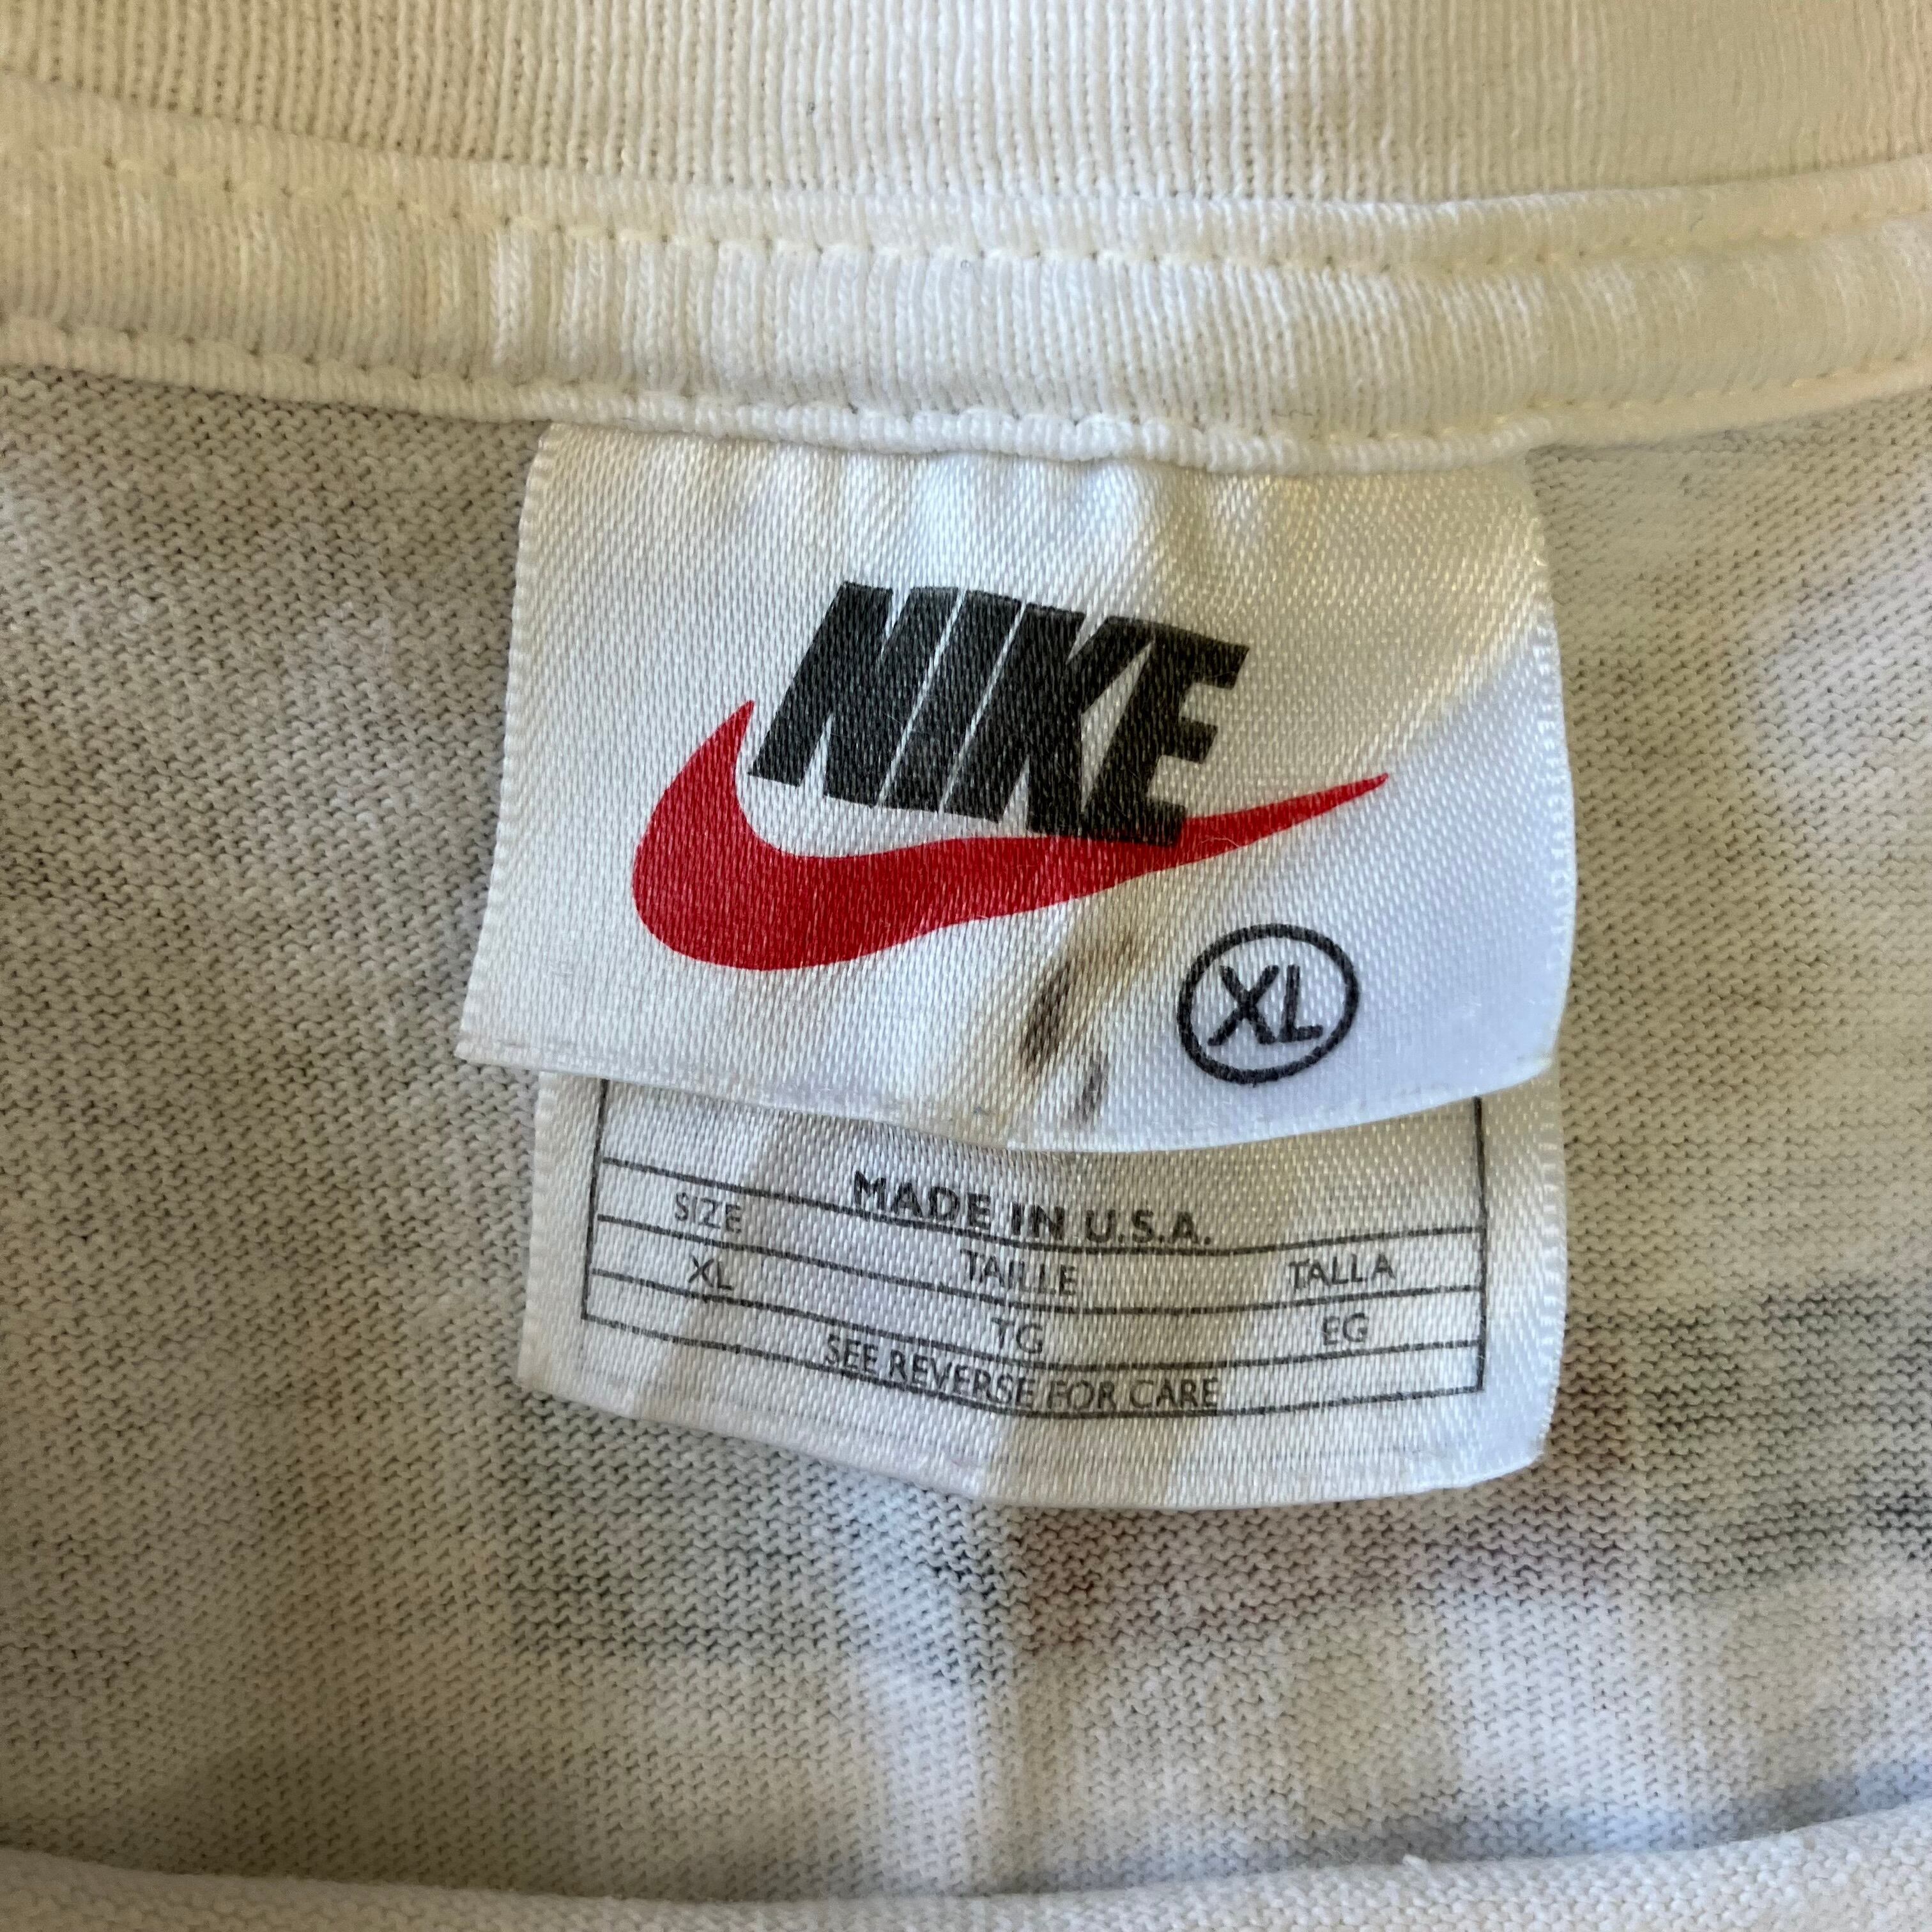 NIKE
XL
MADE IN U.S.A.
SIZE TAILLE TALLA
XL TG EG
SEE REVERSE FOR CARE